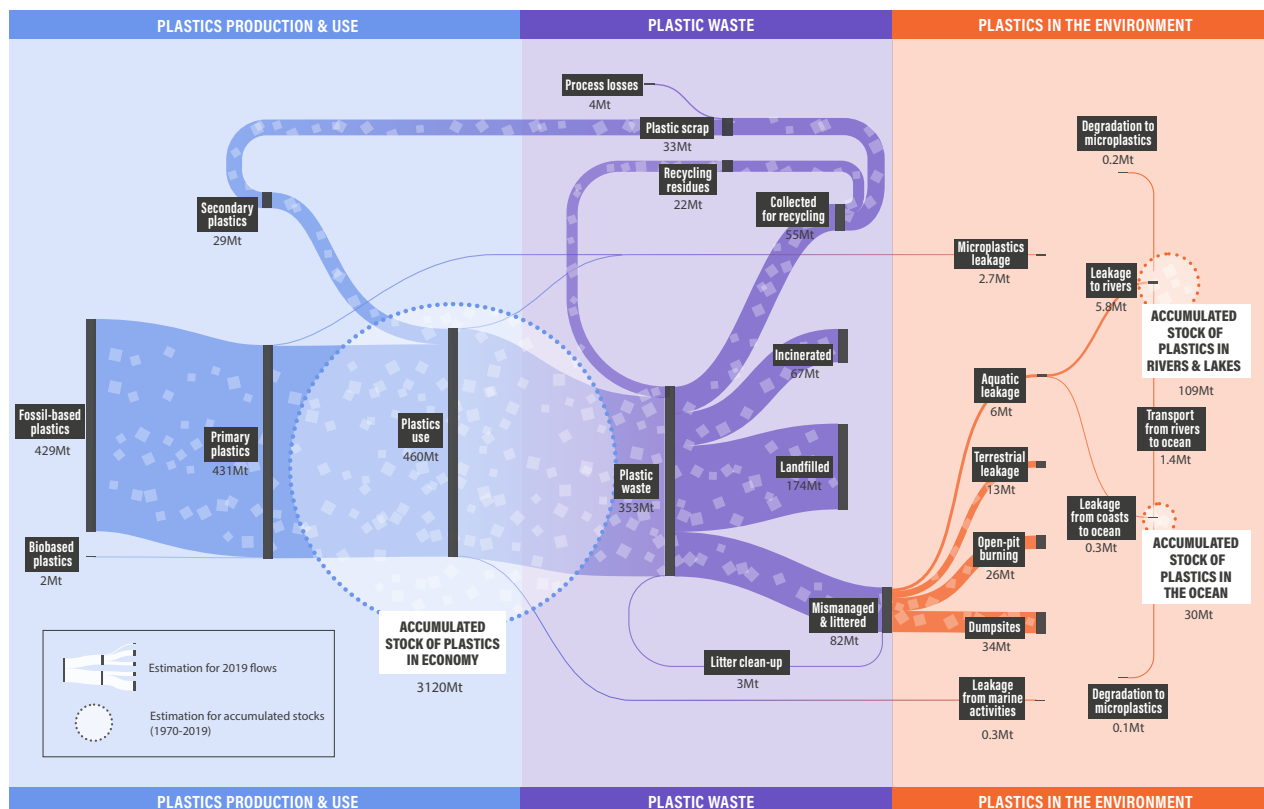 PLASTICS PRODUCTION & USE
PLASTIC WASTE
PLASTICS IN THE ENVIRONMENT
Process losses
4Mt
Plastic scrap
33Mt
Recycling
residues
22Mt
Secondary
plastics
29Mt
Collected
for recycling
55Mt
Degradation to
microplastics
0.2Mt
Microplastics
leakage
2.7Mt
Leakage
to rivers
5.8Mt
ACCUMULATED
STOCK OF
PLASTICS IN
RIVERS & LAKES
109Mt
Fossil-based
plastics
429Mt
Primary
plastics
431Mt
Plastics
use
460Mt
Plastic
waste
353Mt
Incinerated
67Mt
Landfilled
174Mt
Aquatic
leakage
6Mt
Transport
from rivers
to ocean
1.4Mt
Terrestrial
leakage
13Mt
Leakage
from coasts
to ocean
0.3Mt
Open-pit
burning
26Mt
ACCUMULATED
STOCK OF
PLASTICS IN
THE OCEAN
30Mt
Biobased
plastics
2Mt
Mismanaged
& littered
82Mt
Dumpsites
34Mt
ACCUMULATED
STOCK OF PLASTICS
IN ECONOMY
3120Mt
Litter clean-up
3Mt
Leakage
from marine
activities
0.3Mt
Degradation to
microplastics
0.1Mt
Estimation for 2019 flows
Estimation for accumulated stocks
(1970-2019)
PLASTICS PRODUCTION & USE
PLASTIC WASTE
PLASTICS IN THE ENVIRONMENT